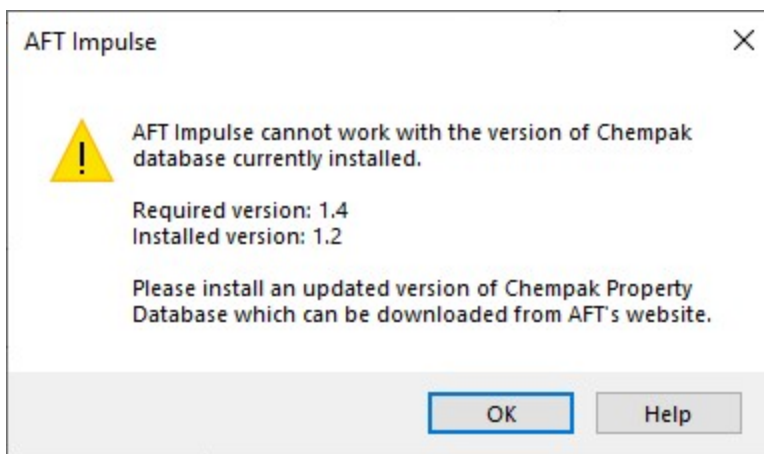 AFT Impulse
AFT Impulse cannot work with the version of Chempak
database currently installed.
Required version: 1.4
Installed version: 1.2
Please install an updated version of Chempak Property
Database which can be downloaded from AFT's website.
OK
Help